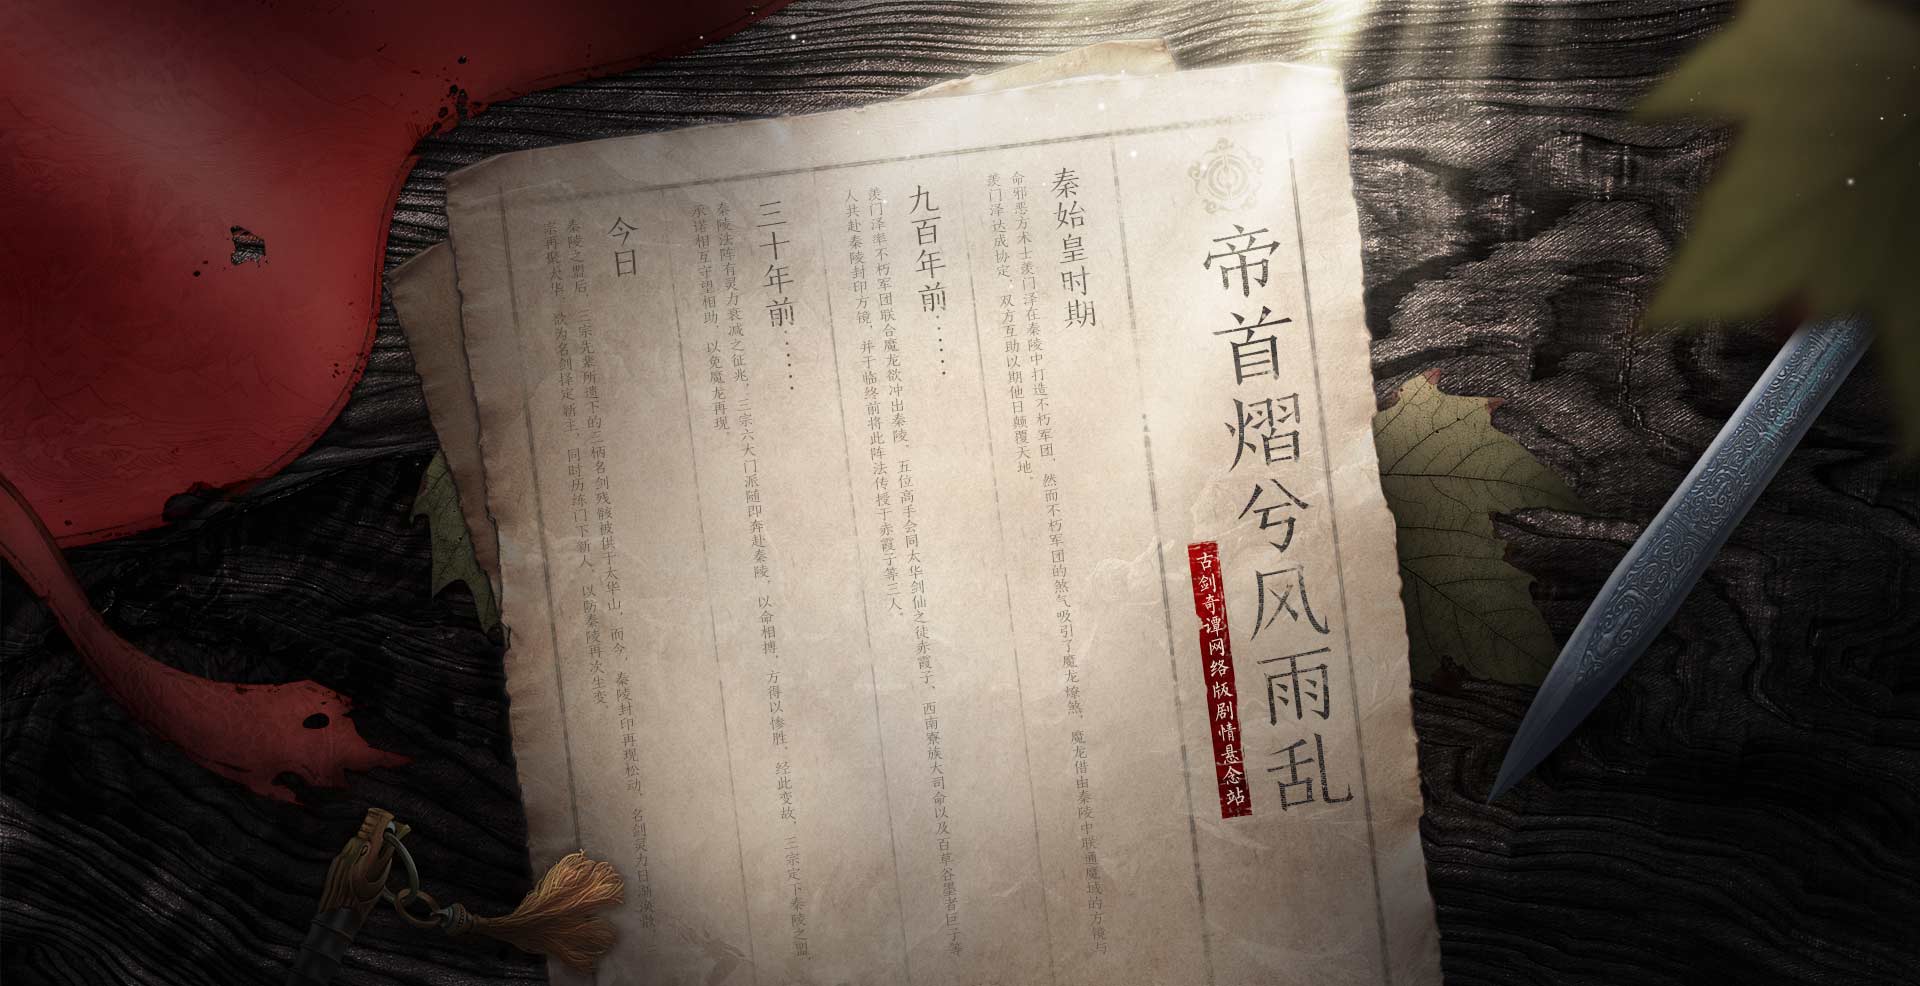 帝首熠兮风雨乱
古剑奇谭网络版剧情悬念站
秦始皇时期
命邪恶方术士羡门泽在秦陵中打造不朽军团，然而不朽军团的煞气吸引了魔龙燎煞，魔龙借由秦陵中联通魔域的方镜与
羡门泽达成协定，双方互助以期他日颠覆天地。
九百年前······
羡门泽率不朽军团联合魔龙欲冲出秦陵，五位高手会同太华剑仙之徒赤霞子、西南寮族大司命以及百草谷墨者巨子等
人共赴秦陵封印方镜，并于临终前将此阵法传授于赤霞子等三人。
三十年前······
秦陵法阵有灵力衰减之征兆，三宗六大门派随即奔赴秦陵，以命相搏，方得以惨胜，经此变故，三宗定下秦陵之盟，
承诺相互守望相助，以免魔龙再现。
今日
秦陵之盟后，三宗先辈所遗下的三柄名剑残骸被供于太华山，而今，秦陵封印再现松动，名剑灵力日渐涣散，
宗再聚太华，欲为名剑择定新主，同时历练门下新人，以防秦陵再次生变。